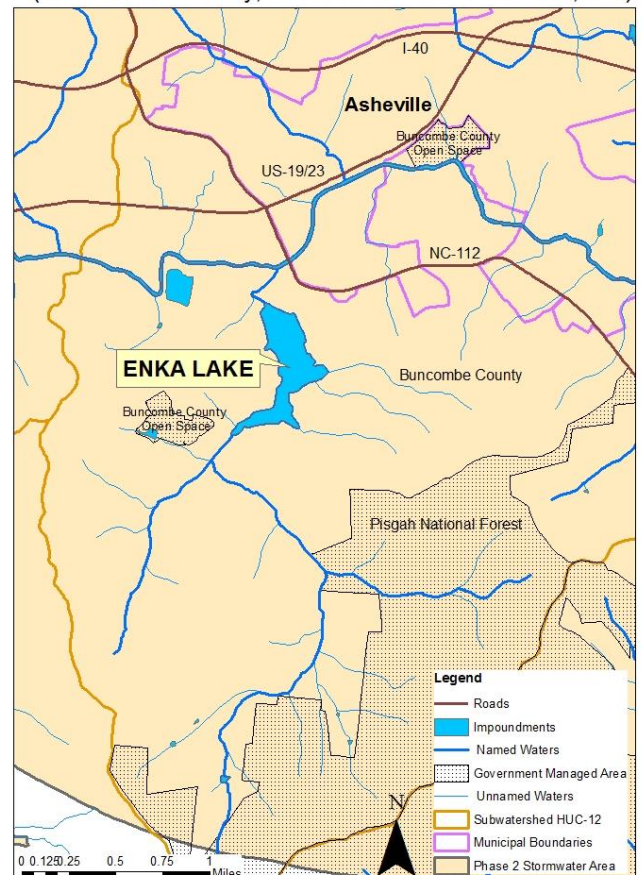 I-40
Asheville
Buncombe County
Open Space
US-19/23
NC-112
ENKA LAKE
Buncombe County
Buncombe County
Open Space
Pisgah National Forest
Legend
Roads
Impoundments
Named Waters
Government Managed Area
Unnamed Waters
Subwatershed HUC-12
Municipal Boundaries
Phase 2 Stormwater Area
N
0 0.125 0.25 0.5 0.75 1
Miles